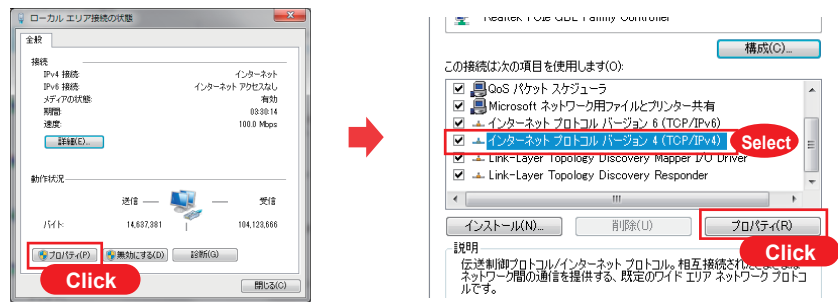 ローカル エリア接続の状態
全般
接続
IPv4 接続: インターネット
IPv6 接続: インターネット アクセスなし
メディアの状態: 有効
期間: 03:30:14
速度: 100.0 Mbps
詳細(E)...
動作状況
送信 受信
バイト: 14,637,381 104,123,666
プロパティ(P) 無効にする(D) 診断(G)
Click
閉じる(C)
Realtek PCIe GBE Family Controller
構成(C)...
この接続は次の項目を使用します(O):
QoS パケット スケジューラ
Microsoft ネットワーク用ファイルとプリンター共有
インターネット プロトコル バージョン 6 (TCP/IPv6)
インターネット プロトコル バージョン 4 (TCP/IPv4) Select
Link-Layer Topology Discovery Mapper I/O Driver
Link-Layer Topology Discovery Responder
インストール(N)... 削除(U) プロパティ(R)
Click
説明
伝送制御プロトコル/インターネット プロトコル。相互接続された
ネットワーク間の通信を提供する、既定のワイド エリア ネットワーク プロトコ
ルです。